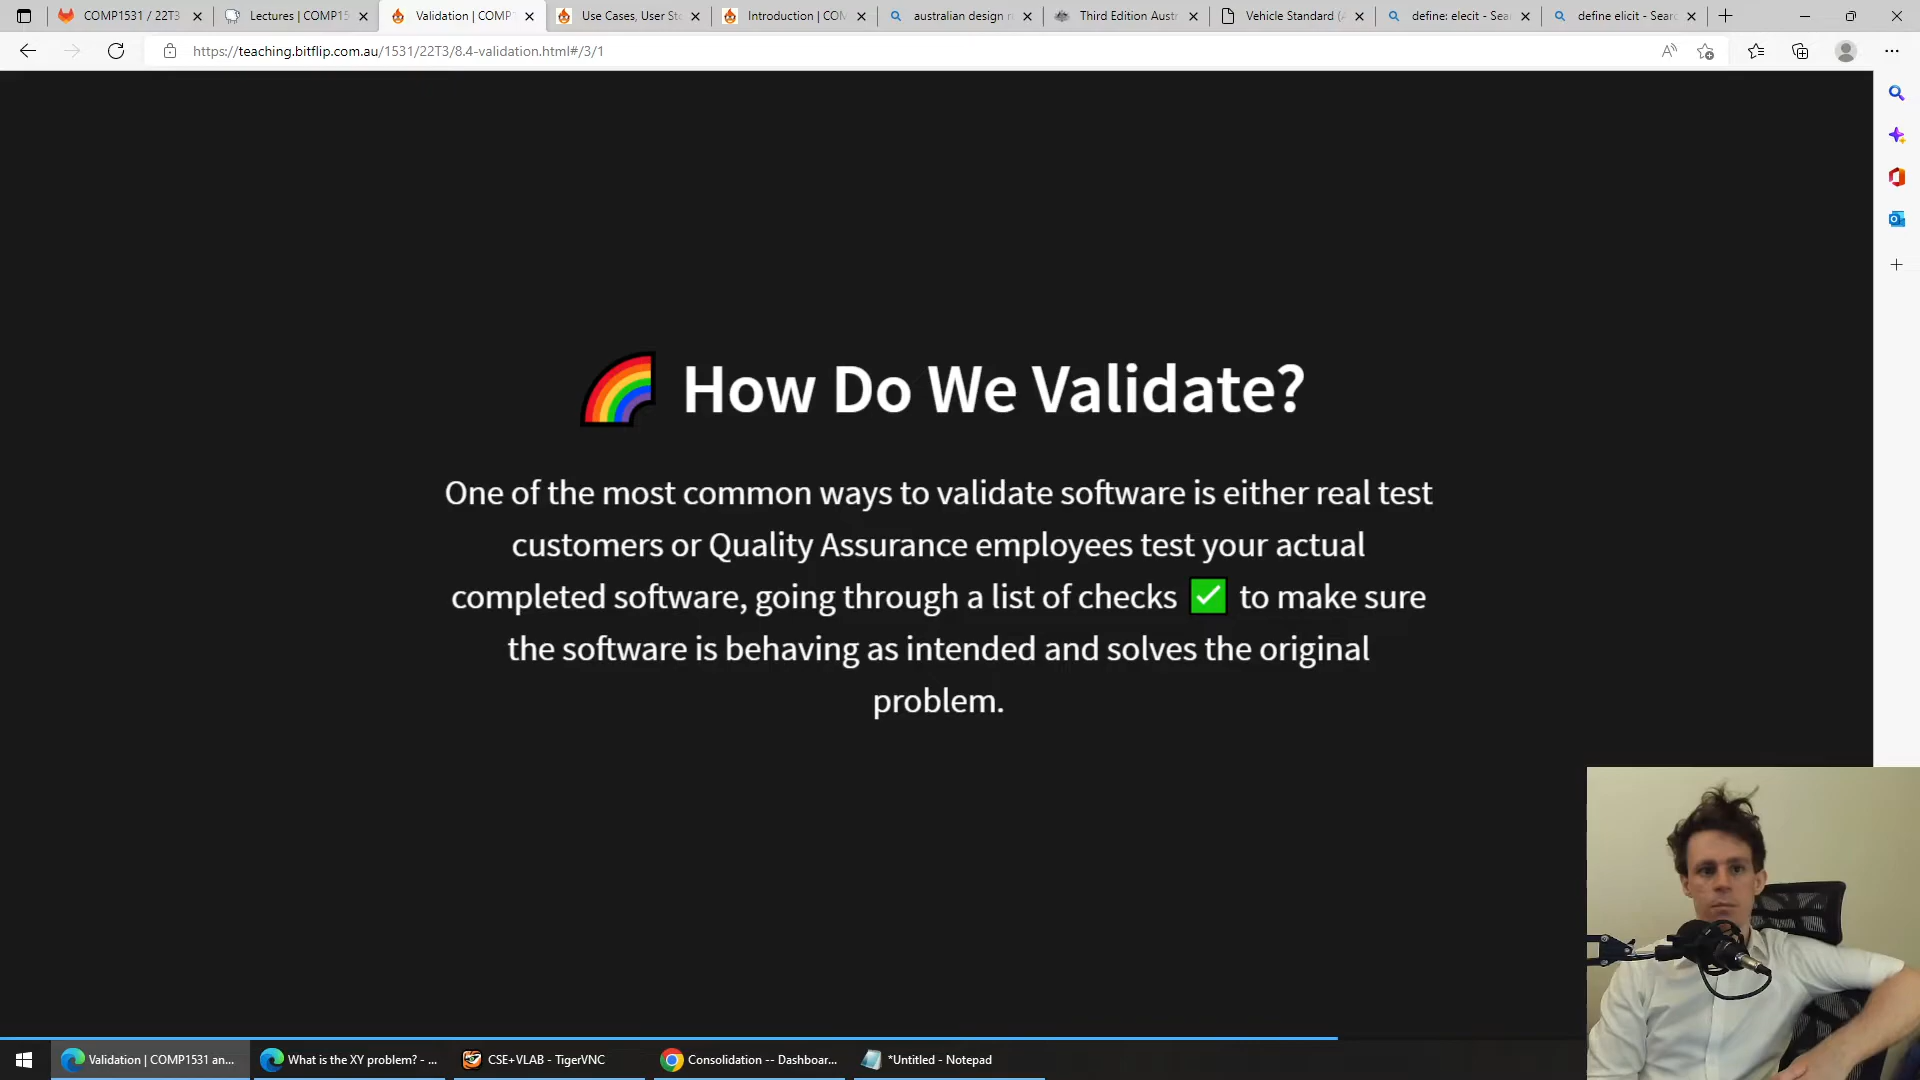 COMP1531 / 22T3
Lectures | COMP15
Validation | COMP
Use Cases, User Sto
Introduction | COM
australian design r
Third Edition Austr
Vehicle Standard (A
define: elecit - Sea
define elicit - Searc
https://teaching.bitflip.com.au/1531/22T3/8.4-validation.html#/3/1
How Do We Validate?
One of the most common ways to validate software is either real test
customers or Quality Assurance employees test your actual
completed software, going through a list of checks ✅ to make sure
the software is behaving as intended and solves the original
problem.
Validation | COMP1531 an...
What is the XY problem? - ...
CSE+VLAB - TigerVNC
Consolidation -- Dashboar...
*Untitled - Notepad